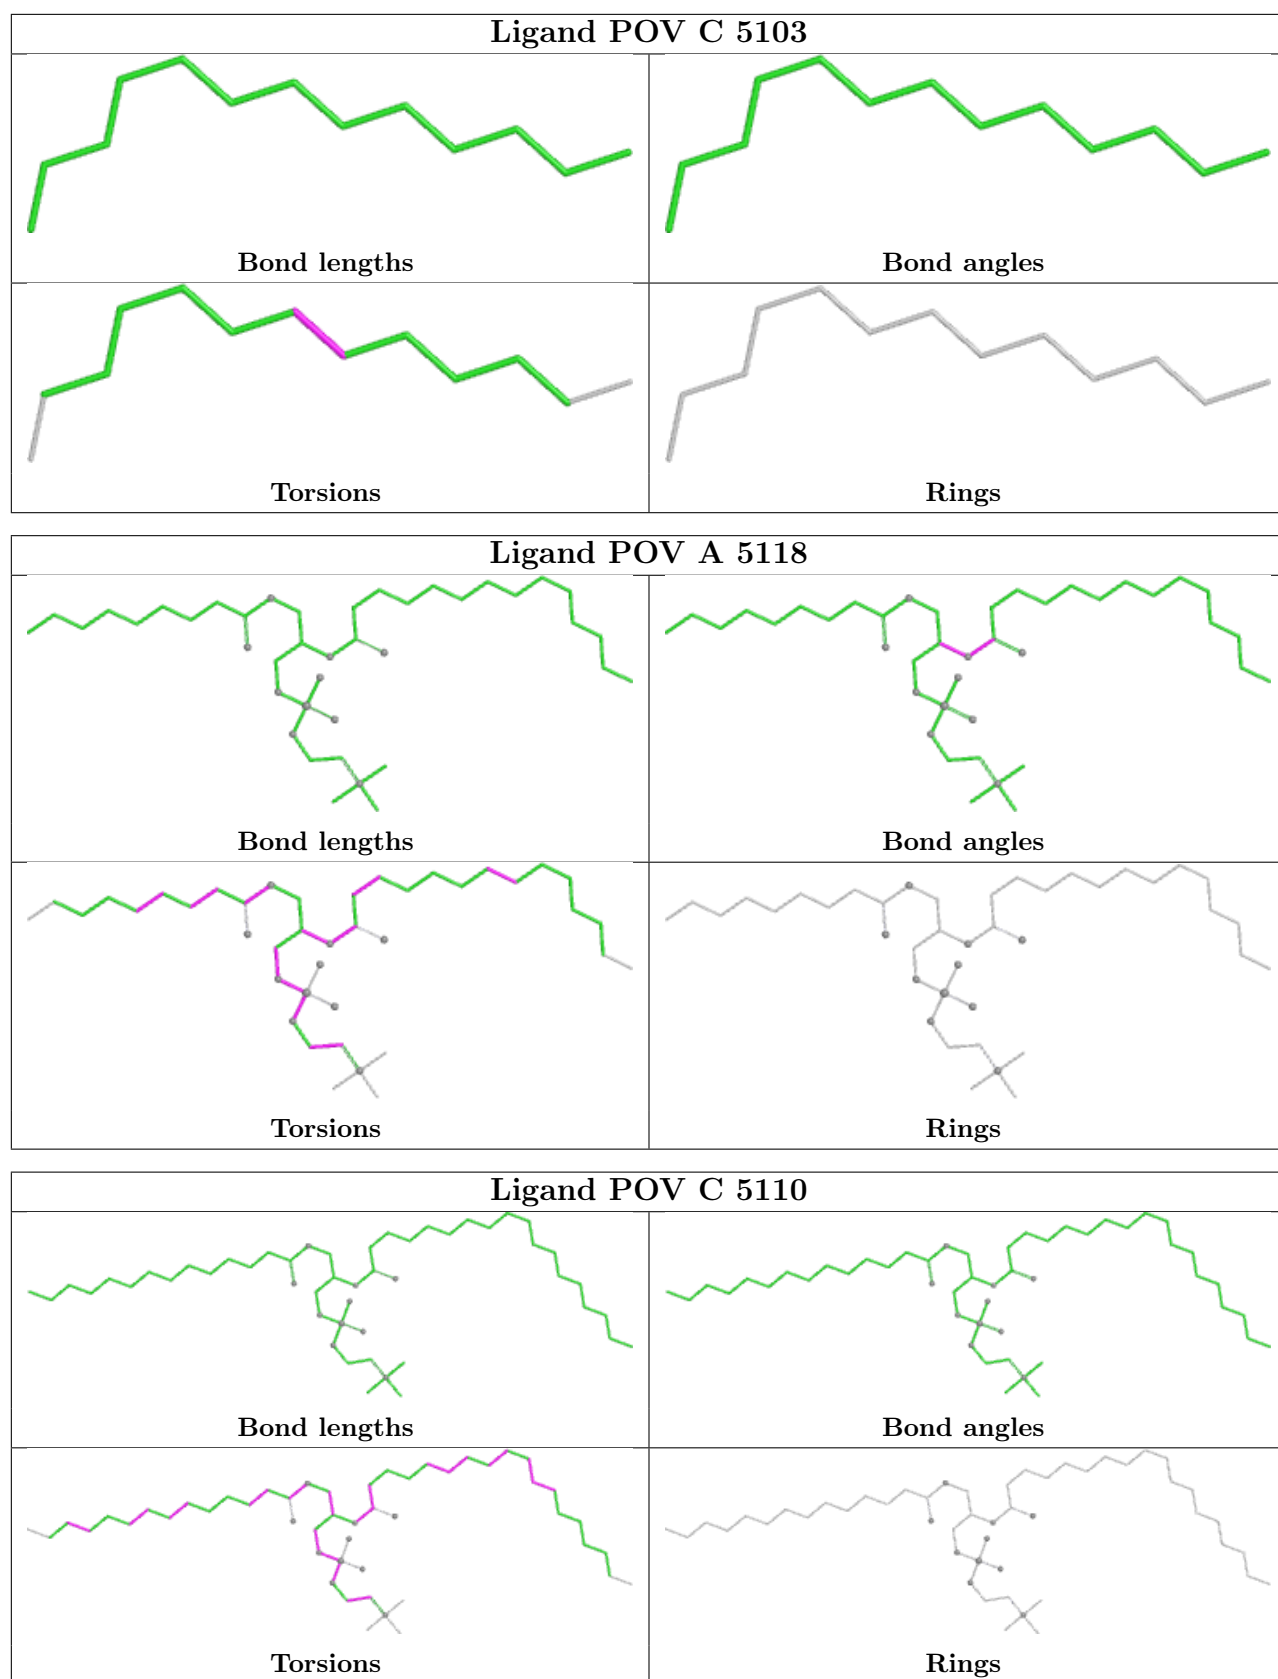 Ligand POV C 5103
Bond lengths
Bond angles
Torsions
Rings
Ligand POV A 5118
Bond lengths
Bond angles
Torsions
Rings
Ligand POV C 5110
Bond lengths
Bond angles
Torsions
Rings